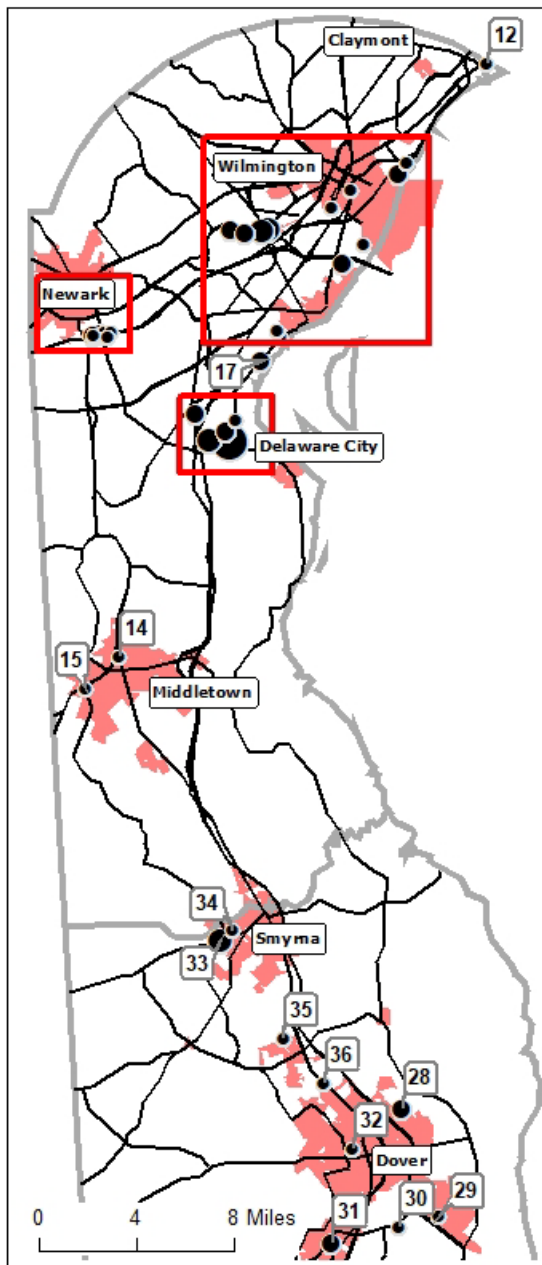 Claymont
12
Wilmington
Newark
17
Delaware City
14
15
Middletown
34
Smyrna
33
35
36
28
32
Dover
31
30
29
0 4 8 Miles